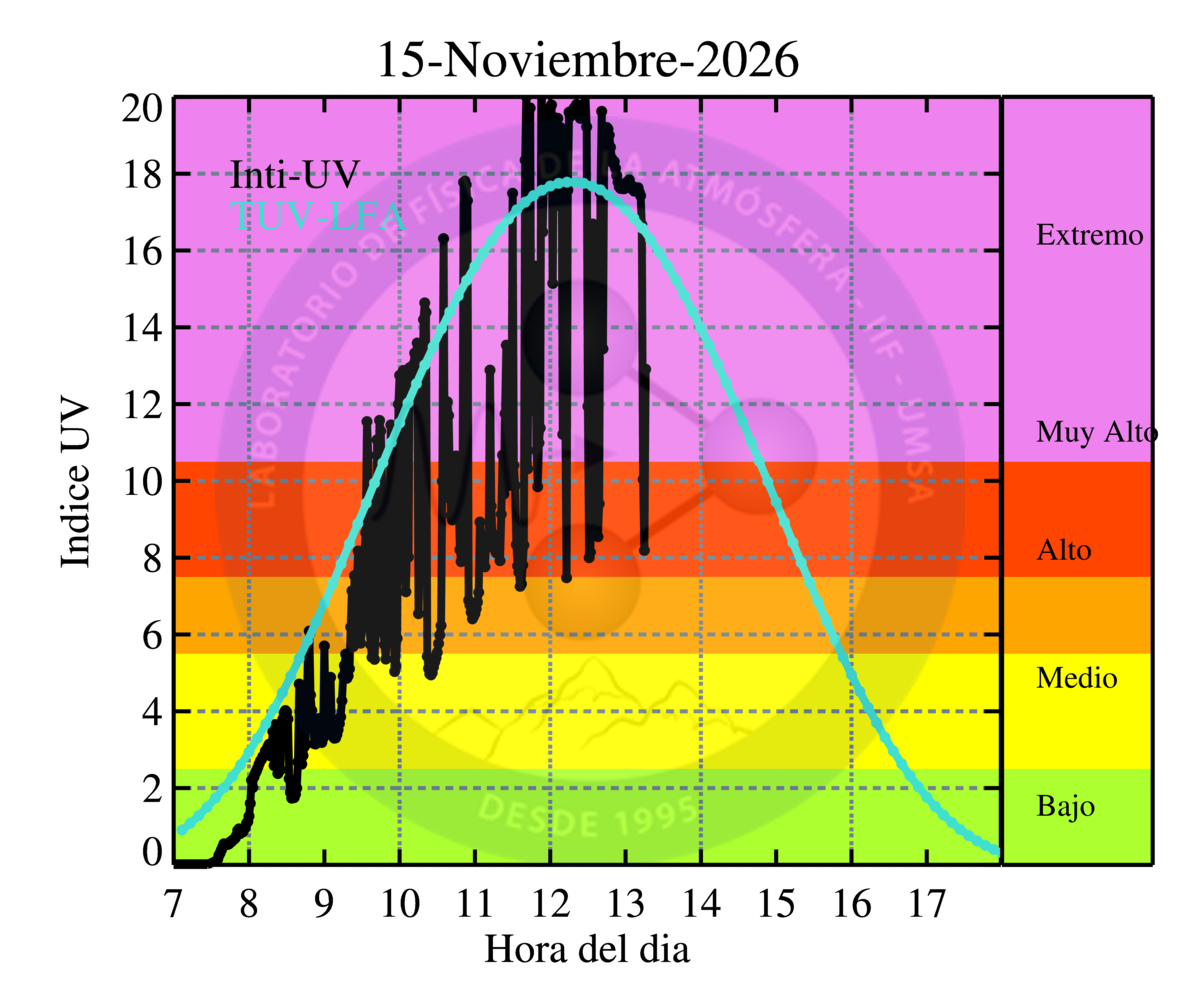 15-Noviembre-2026
Indice UV
20
18
16
14
12
10
8
6
4
2
0
Inti-UV
TUV-LFA
LABORATORIO DE FÍSICA DE LA ATMÓSFERA - IIF - UMSA
DESDE 1995
Extremo
Muy Alto
Alto
Medio
Bajo
7 8 9 10 11 12 13 14 15 16 17
Hora del dia